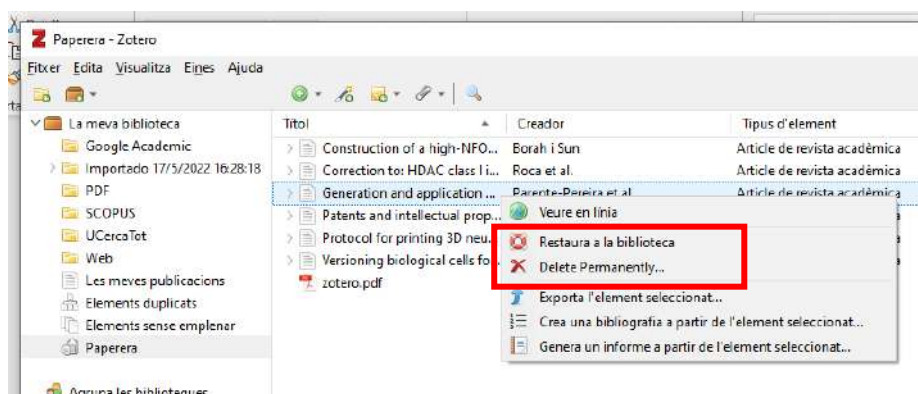 Paperera - Zotero
Fitxer Edita Visualitza Eines Ajuda
La meva biblioteca
Google Academic
Importado 17/5/2022 16:28:18
PDF
SCOPUS
UCercaTot
Web
Les meves publicacions
Elements duplicats
Elements sense emplenar
Paperera
Agrupa les biblioteques
Títol Creador Tipus d'element
Construction of a high-NFO... Borah i Sun Article de revista acadèmica
Correction to: HDAC class I i... Roca et al. Article de revista acadèmica
Generation and application ... Parente-Pereira et al. Article de revista acadèmica
Patents and intellectual prop...
Protocol for printing 3D neu...
Versioning biological cells fo...
zotero.pdf
Veure en línia
Restaura a la biblioteca
Delete Permanently...
Exporta l'element seleccionat...
Crea una bibliografia a partir de l'element seleccionat...
Genera un informe a partir de l'element seleccionat...